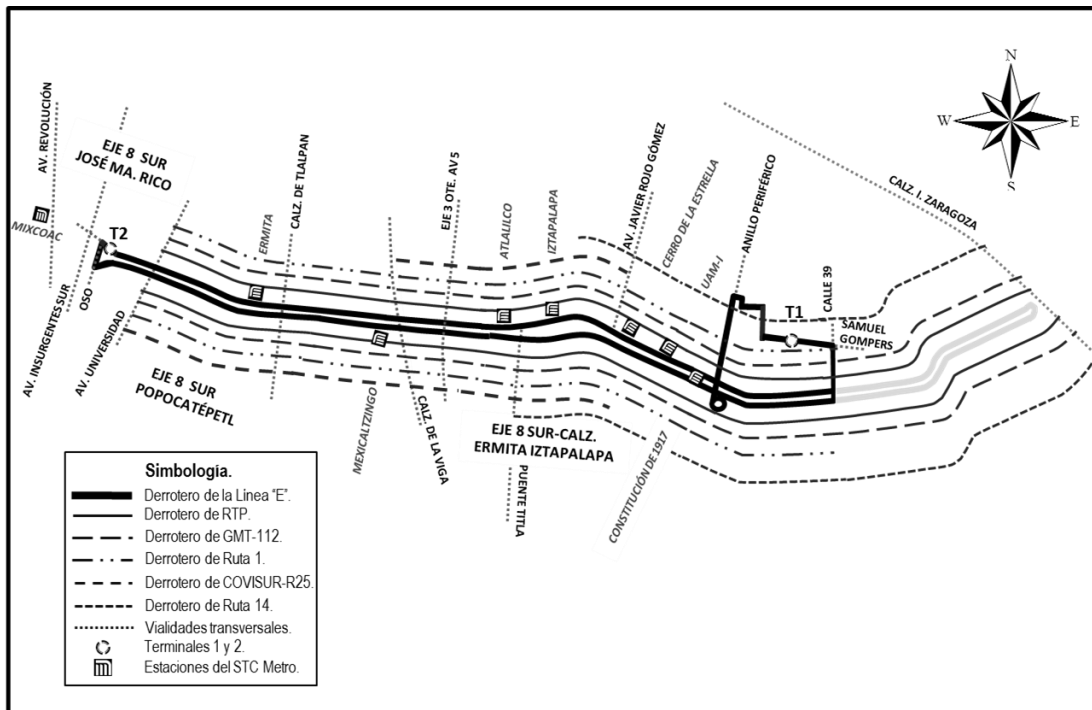 N
W
E
S
AV. REVOLUCIÓN
EJE 8 SUR
JOSÉ MA. RICO
MIXCOAC
T2
OSO
AV. INSURGENTES SUR
AV. UNIVERSIDAD
EJE 8 SUR
POPOCATÉPETL
ERMITA
CALZ. DE TLALPAN
MEXICALTZINGO
CALZ. DE LA VIGA
EJE 3 OTE. AV 5
ATLALILCO
IZTAPALAPA
EJE 8 SUR-CALZ.
ERMITA IZTAPALAPA
PUENTE TITLA
AV. JAVIER ROJO GÓMEZ
CERRO DE LA ESTRELLA
UAM-I
CONSTITUCIÓN DE 1917
ANILLO PERIFÉRICO
T1
CALLE 39
SAMUEL
GOMPERS
CALZ. I. ZARAGOZA
Simbología.
Derrotero de la Línea "E".
Derrotero de RTP.
Derrotero de GMT-112.
Derrotero de Ruta 1.
Derrotero de COVISUR-R25.
Derrotero de Ruta 14.
Vialidades transversales.
Terminales 1 y 2.
Estaciones del STC Metro.